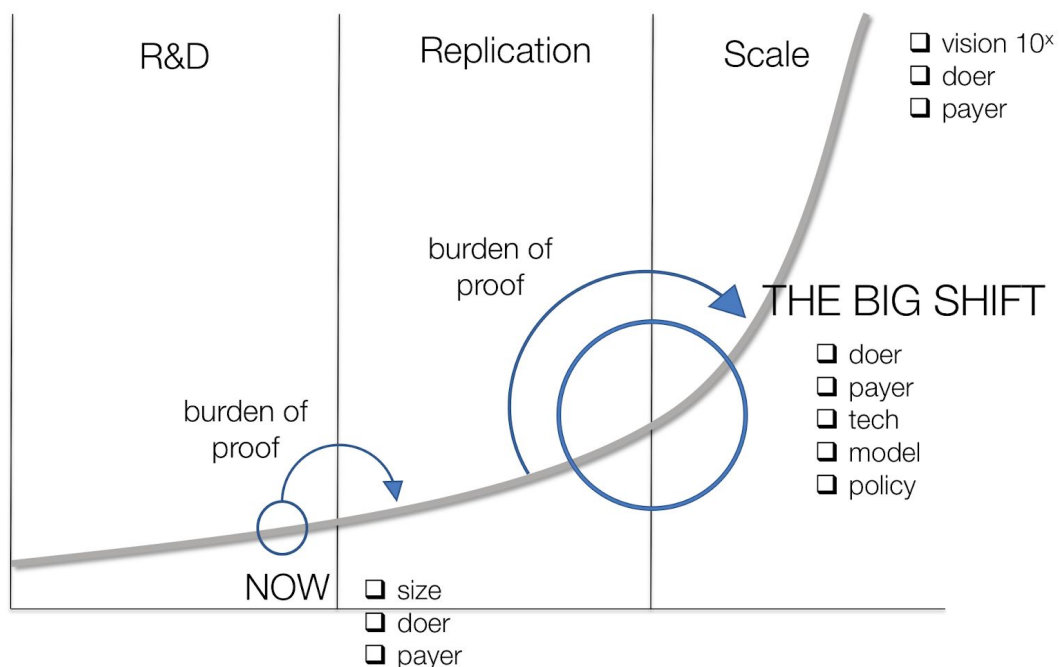 R&D
Replication
Scale
❑ vision 10ˣ
❑ doer
❑ payer
burden of
proof
THE BIG SHIFT
❑ doer
❑ payer
❑ tech
❑ model
❑ policy
burden of
proof
NOW
❑ size
❑ doer
❑ payer